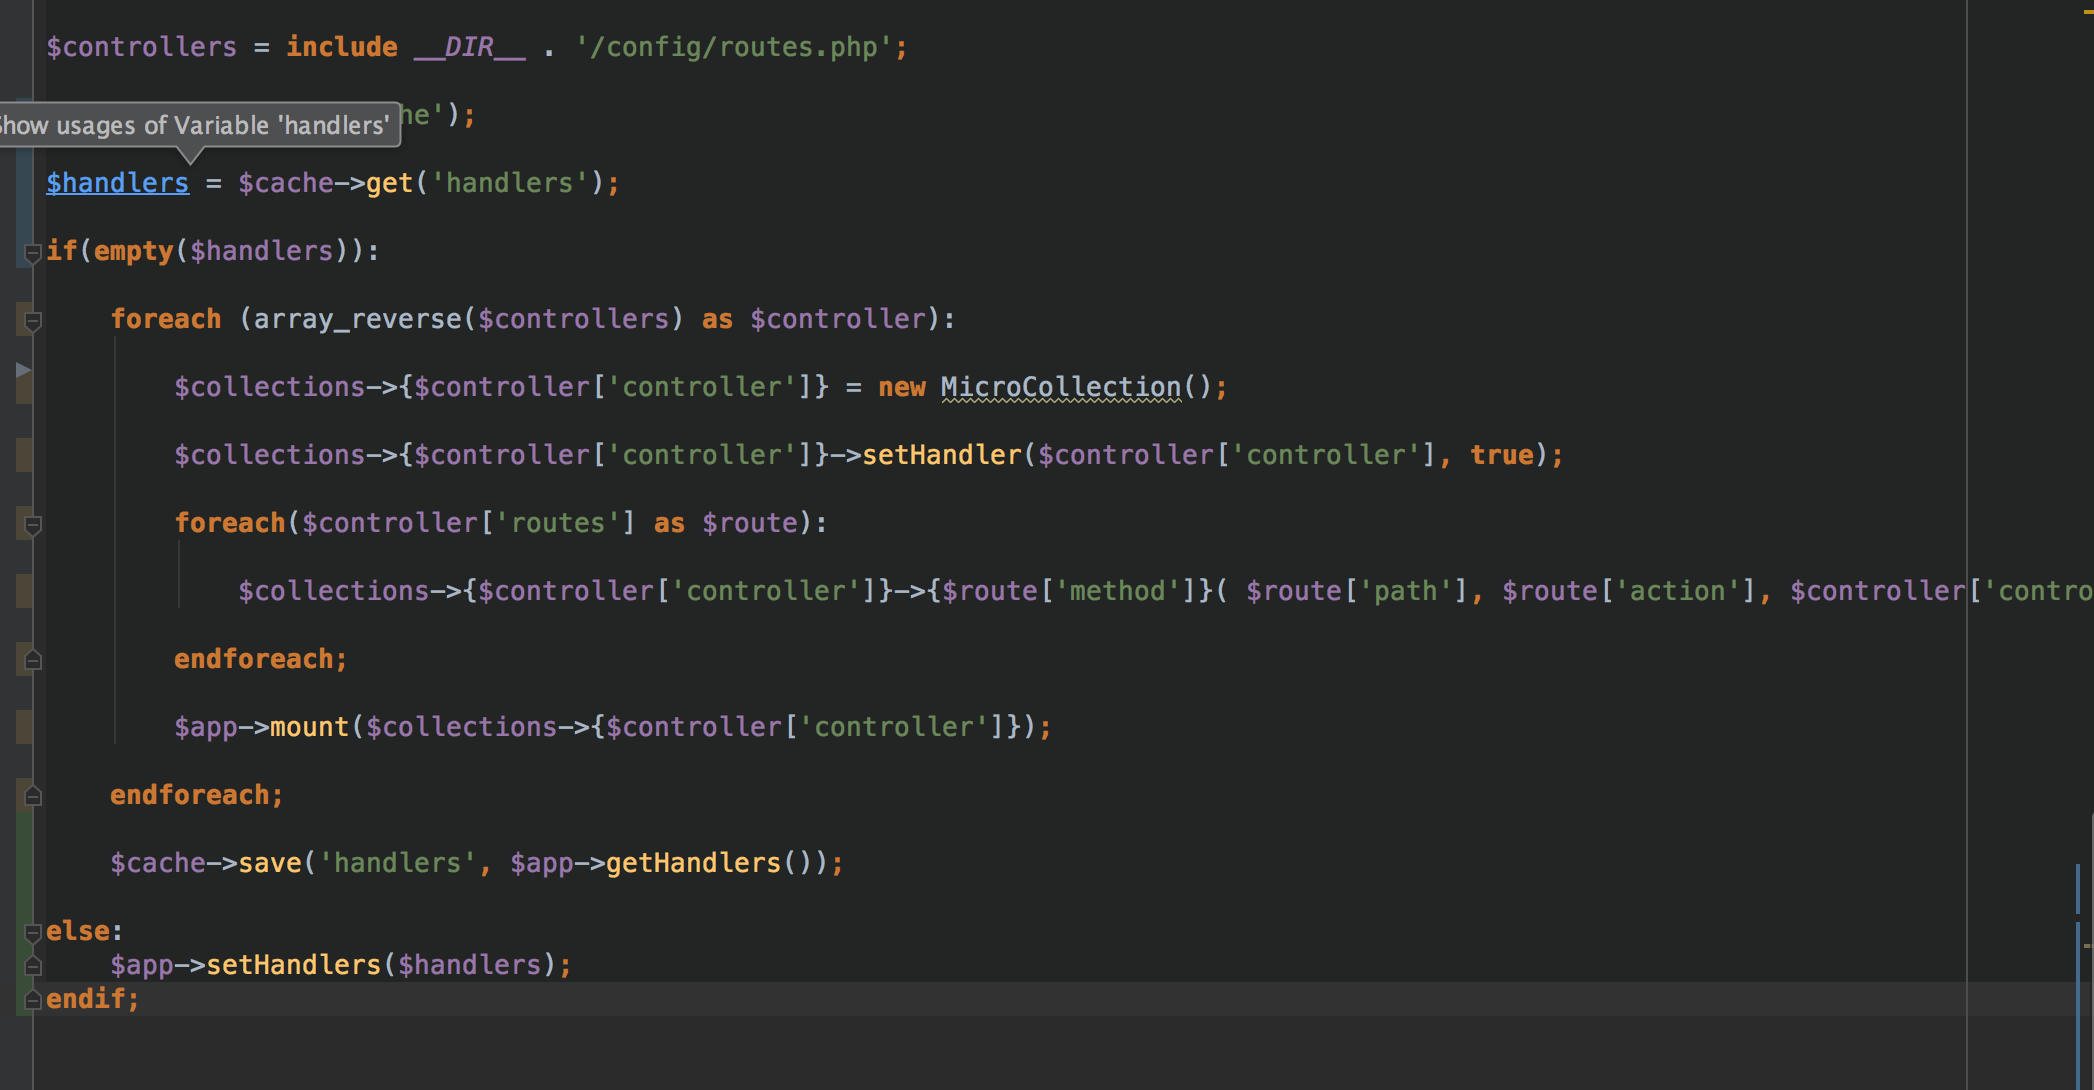 $controllers = include __DIR__ . '/config/routes.php';
he');
Show usages of Variable 'handlers'
$handlers = $cache->get('handlers');
if(empty($handlers)):
foreach (array_reverse($controllers) as $controller):
$collections->{$controller['controller']} = new MicroCollection();
$collections->{$controller['controller']}->setHandler($controller['controller'], true);
foreach($controller['routes'] as $route):
$collections->{$controller['controller']}->{$route['method']}( $route['path'], $route['action'], $controller['contro
endforeach;
$app->mount($collections->{$controller['controller']});
endforeach;
$cache->save('handlers', $app->getHandlers());
else:
$app->setHandlers($handlers);
endif;